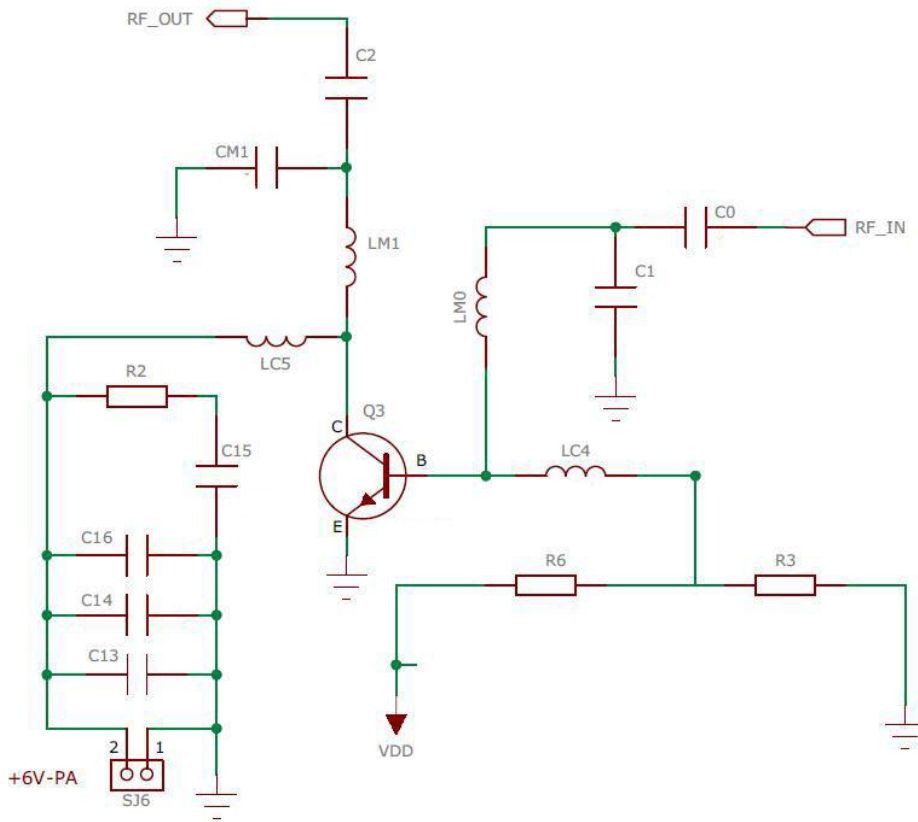 RF_OUT
C2
CM1
LM1
C0
RF_IN
C1
LM0
LC5
R2
Q3
C
B
E
LC4
C15
C16
C14
C13
R6
R3
VDD
2 1
+6V-PA
SJ6